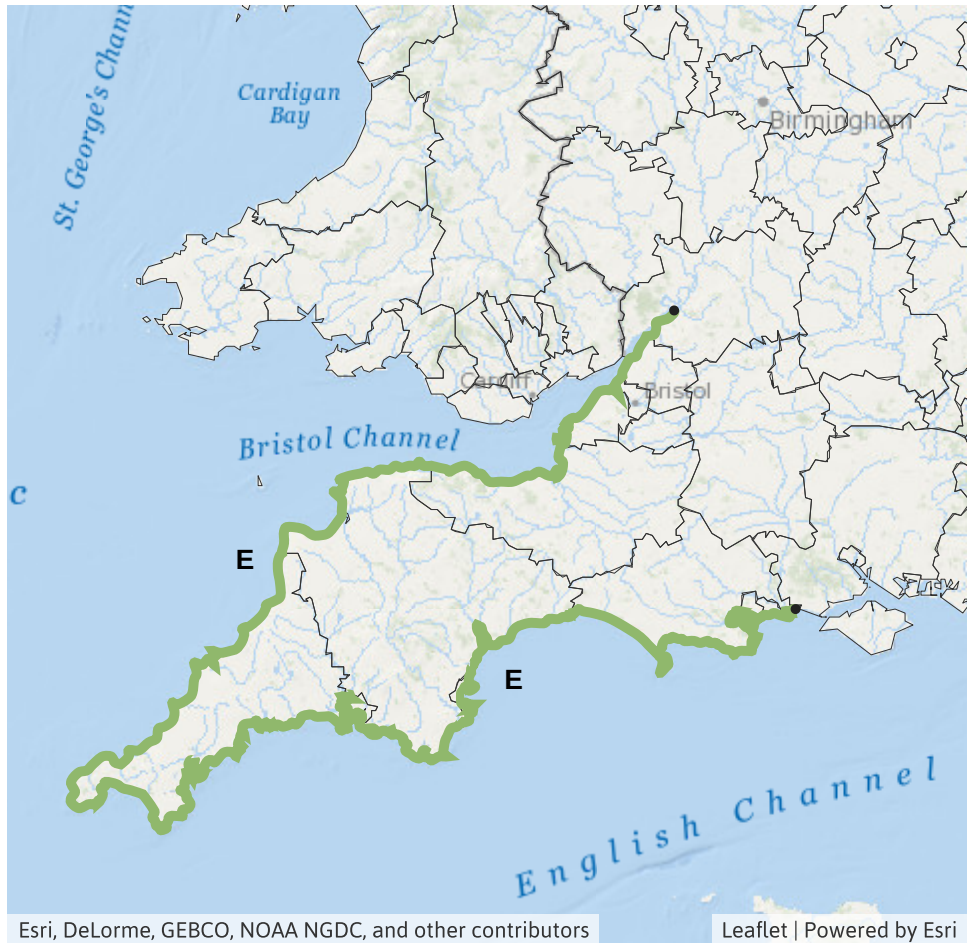 St. George's Chann
Cardigan
Bay
Birmingham
Cardiff
Bristol
Bristol Channel
c
E
E
English Channel
Esri, DeLorme, GEBCO, NOAA NGDC, and other contributors
Leaflet | Powered by Esri